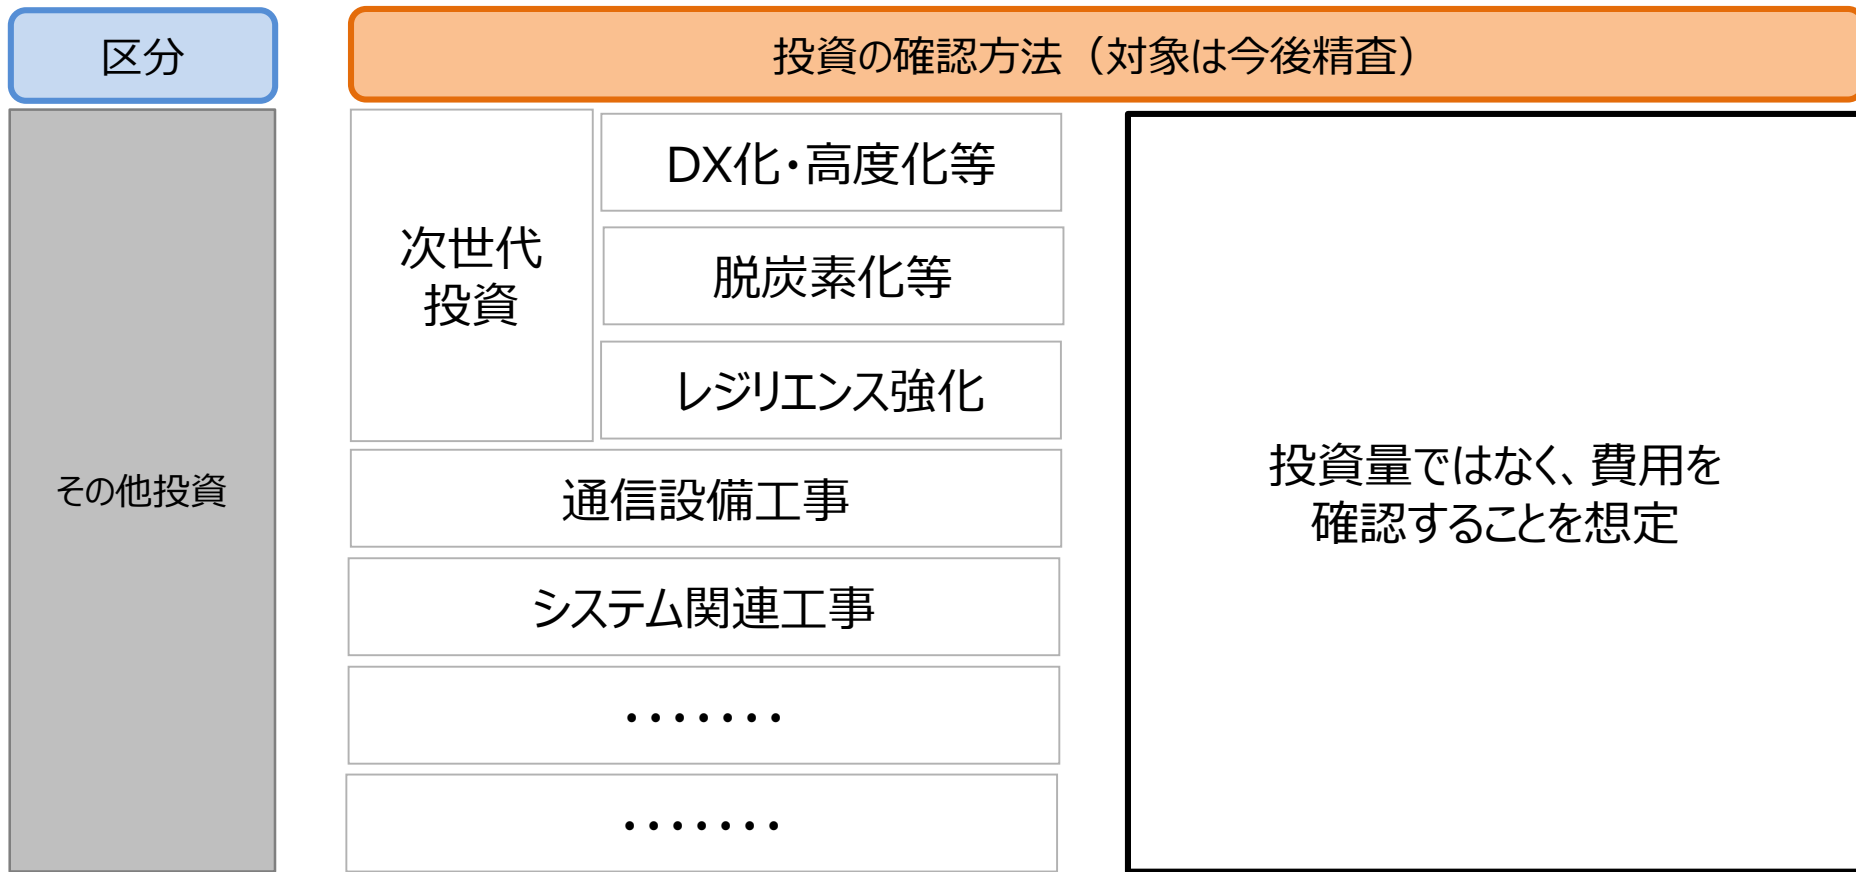 区分
投資の確認方法（対象は今後精査）
その他投資
次世代
投資
DX化・高度化等
脱炭素化等
レジリエンス強化
通信設備工事
システム関連工事
・・・・・・・
・・・・・・・
投資量ではなく、費用を
確認することを想定